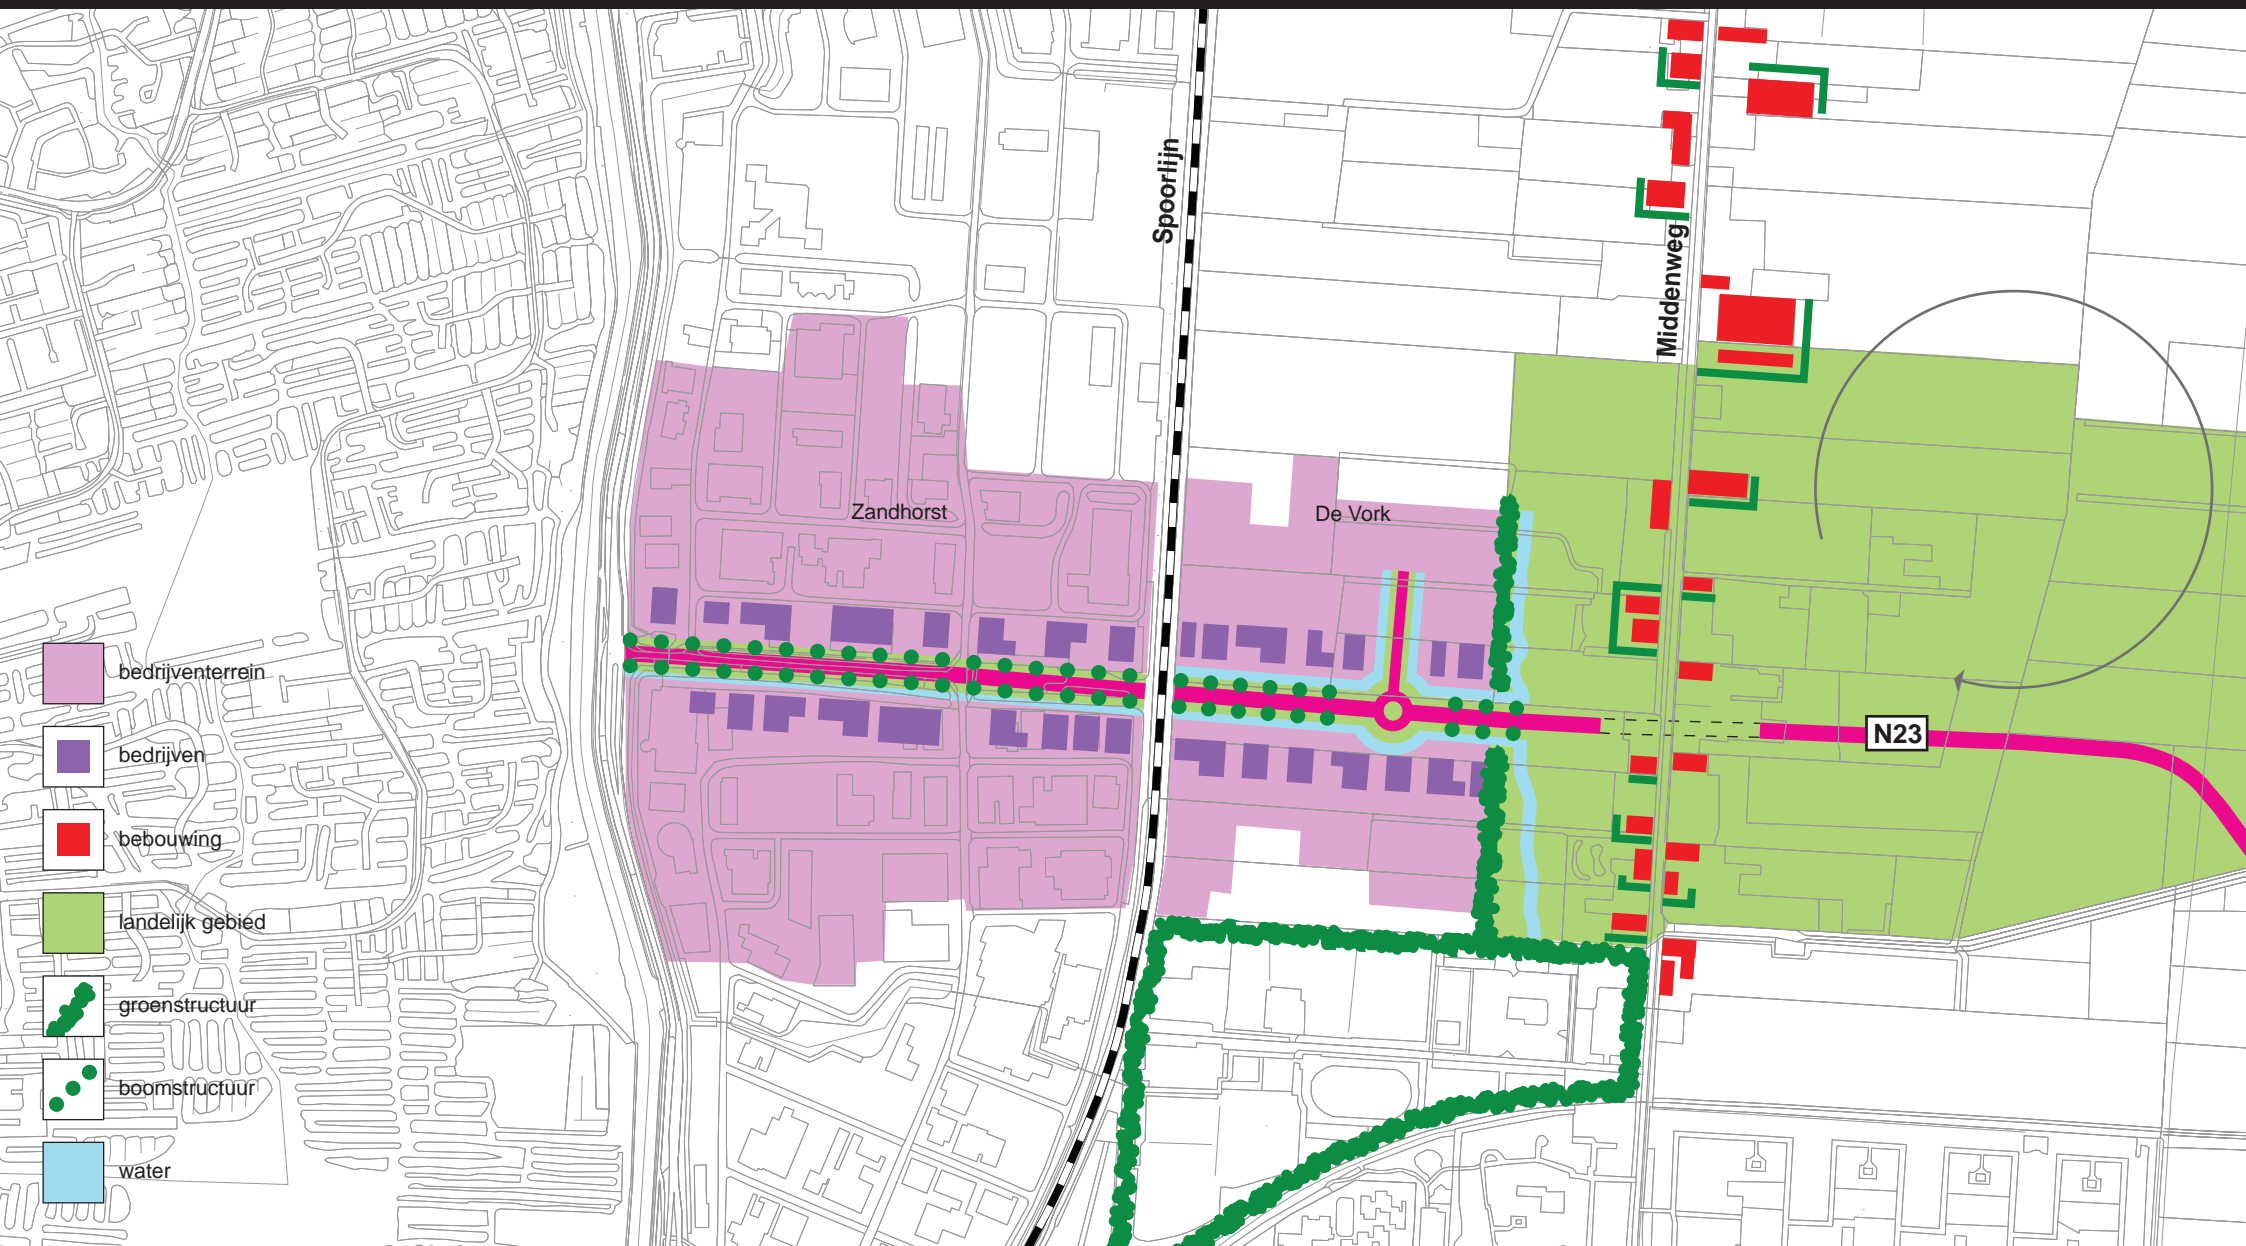 Spoorlijn
Middenweg
Zandhorst
De Vork
N23
bedrijventerrein
bedrijven
bebouwing
landelijk gebied
groenstructuur
boomstructuur
water